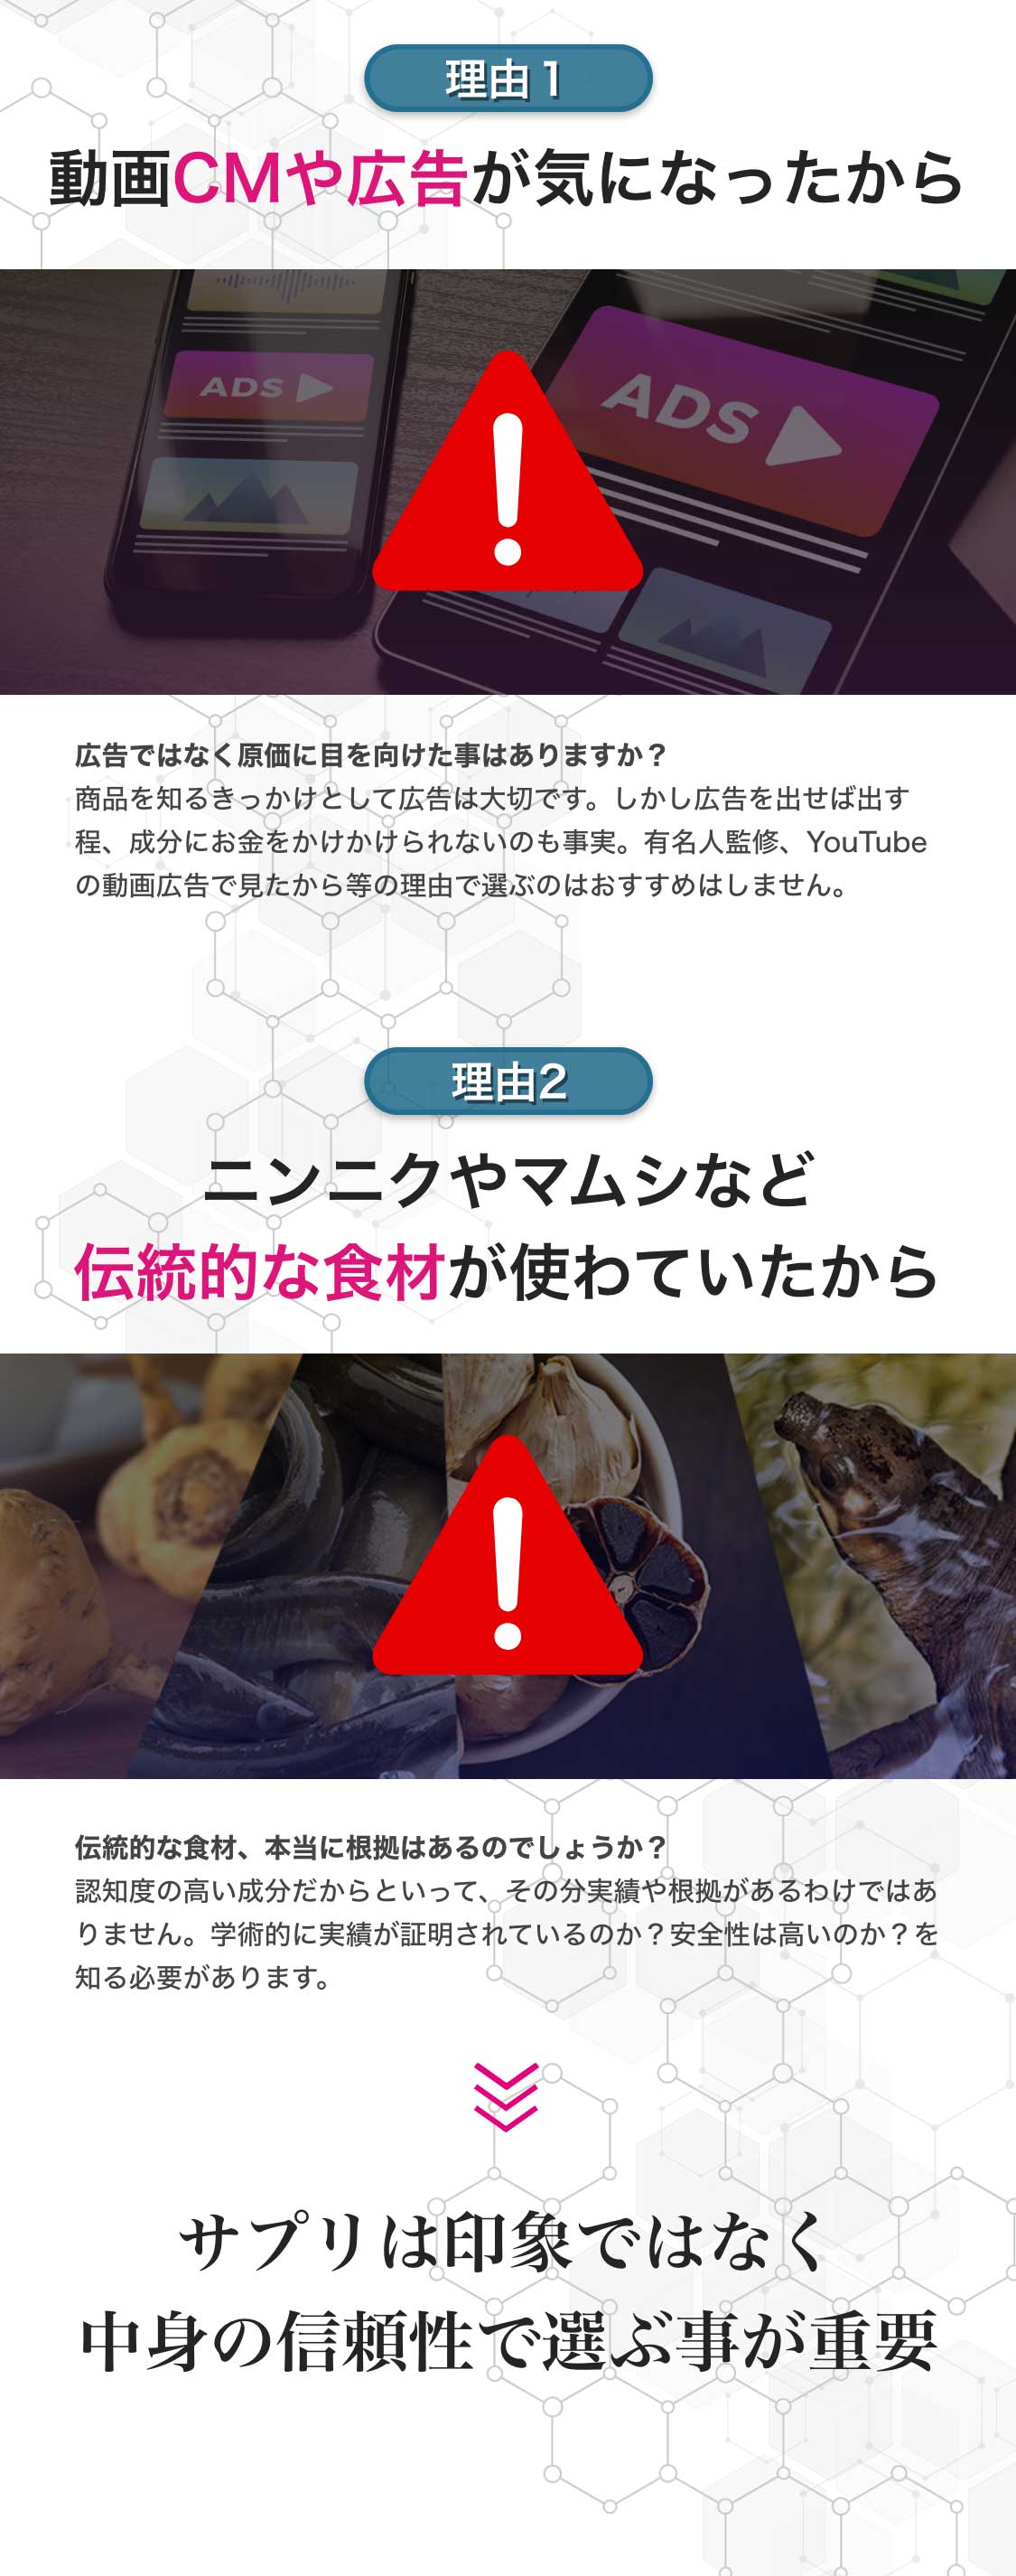 理由１
動画CMや広告が気になったから
ADS
ADS
広告ではなく原価に目を向けた事はありますか？
商品を知るきっかけとして広告は大切です。しかし広告を出せば出す
程、成分にお金をかけかけられないのも事実。有名人監修、YouTube
の動画広告で見たから等の理由で選ぶのはおすすめはしません。
理由2
ニンニクやマムシなど
伝統的な食材が使わていたから
伝統的な食材、本当に根拠はあるのでしょうか？
認知度の高い成分だからといって、その分実績や根拠があるわけではあ
りません。学術的に実績が証明されているのか？安全性は高いのか？を
知る必要があります。
サプリは印象ではなく
中身の信頼性で選ぶ事が重要